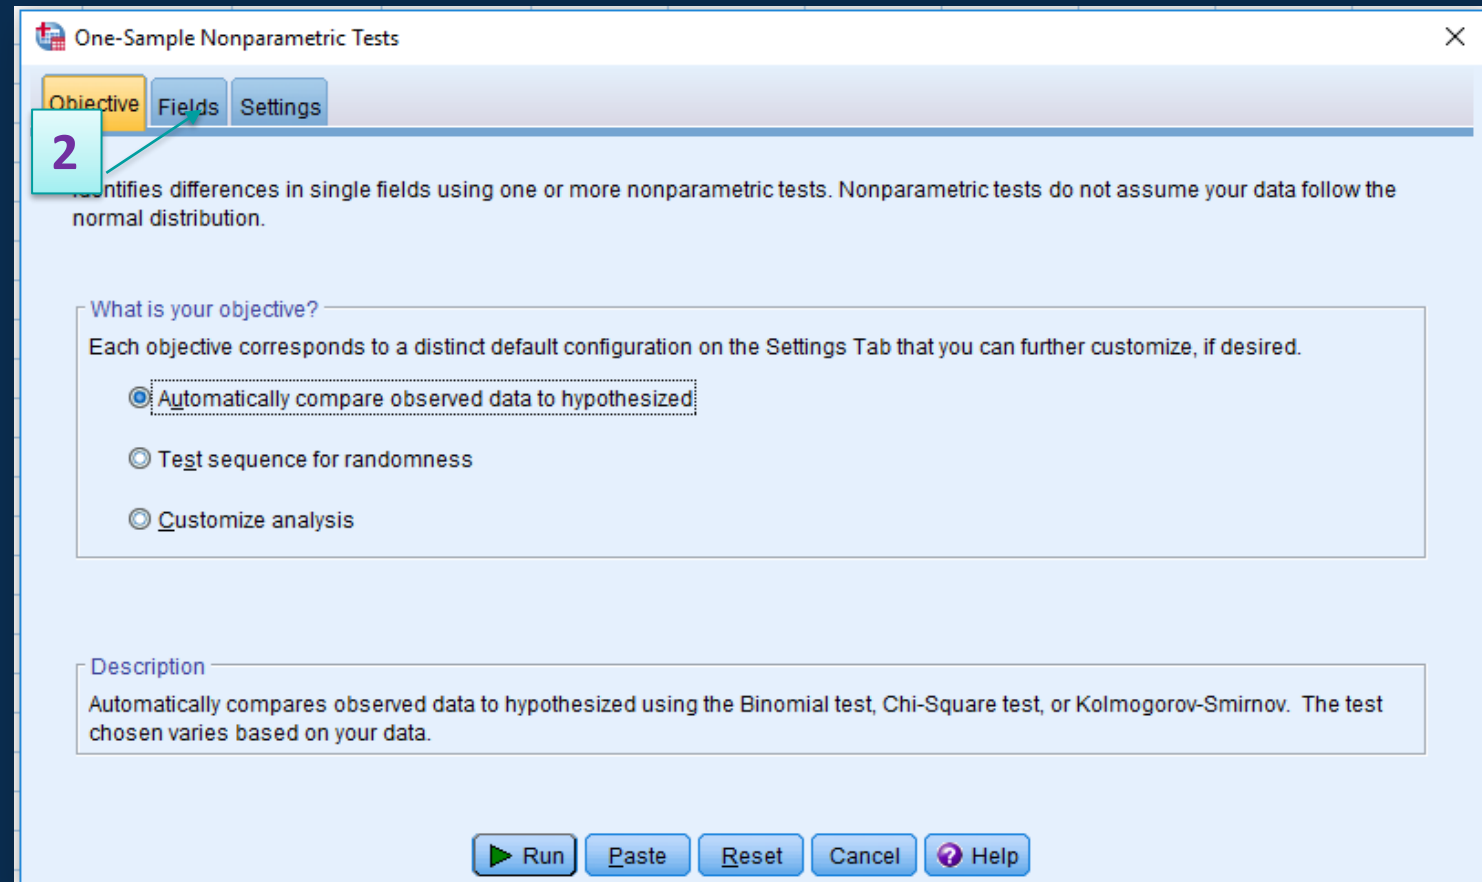 One-Sample Nonparametric Tests
Objective Fields Settings
2
Identifies differences in single fields using one or more nonparametric tests. Nonparametric tests do not assume your data follow the
normal distribution.
What is your objective?
Each objective corresponds to a distinct default configuration on the Settings Tab that you can further customize, if desired.
Automatically compare observed data to hypothesized
Test sequence for randomness
Customize analysis
Description
Automatically compares observed data to hypothesized using the Binomial test, Chi-Square test, or Kolmogorov-Smirnov. The test
chosen varies based on your data.
Run Paste Reset Cancel Help